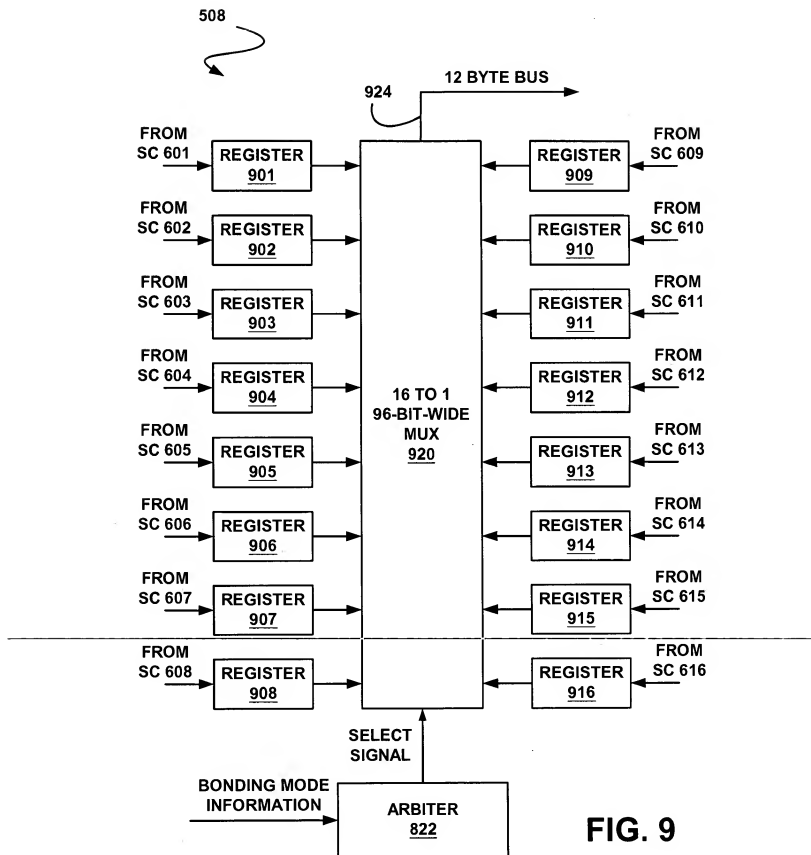 508
924
12 BYTE BUS
FROM
SC 601
REGISTER
901
REGISTER
909
FROM
SC 609
FROM
SC 602
REGISTER
902
REGISTER
910
FROM
SC 610
FROM
SC 603
REGISTER
903
REGISTER
911
FROM
SC 611
FROM
SC 604
REGISTER
904
16 TO 1
96-BIT-WIDE
MUX
920
REGISTER
912
FROM
SC 612
FROM
SC 605
REGISTER
905
REGISTER
913
FROM
SC 613
FROM
SC 606
REGISTER
906
REGISTER
914
FROM
SC 614
FROM
SC 607
REGISTER
907
REGISTER
915
FROM
SC 615
FROM
SC 608
REGISTER
908
REGISTER
916
FROM
SC 616
SELECT
SIGNAL
BONDING MODE
INFORMATION
ARBITER
822
FIG. 9